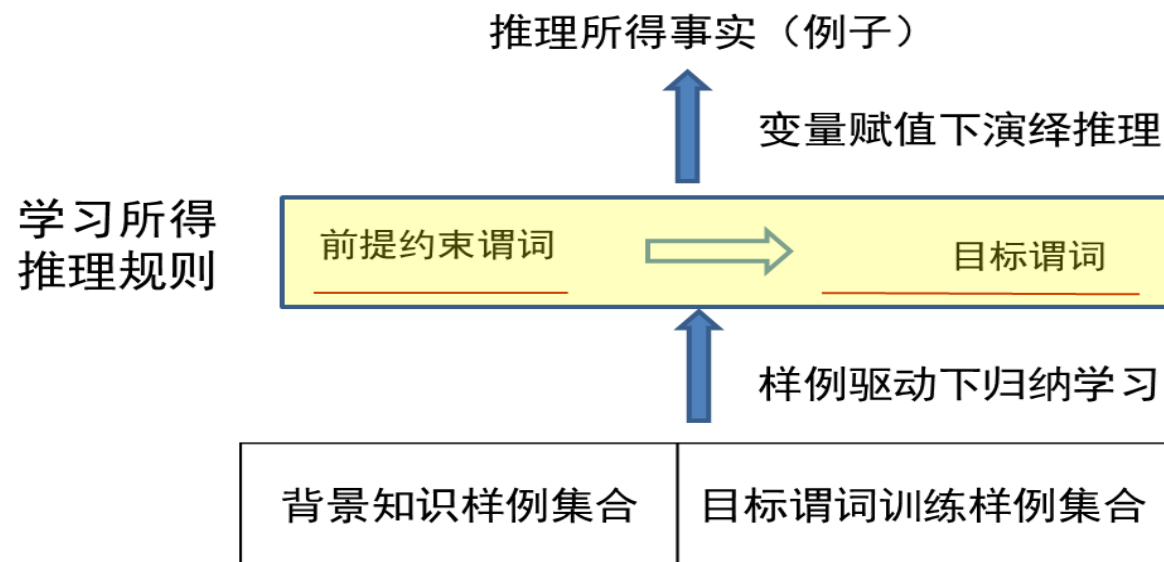 推理所得事实（例子）
变量赋值下演绎推理
学习所得
推理规则
前提约束谓词
目标谓词
样例驱动下归纳学习
背景知识样例集合
目标谓词训练样例集合